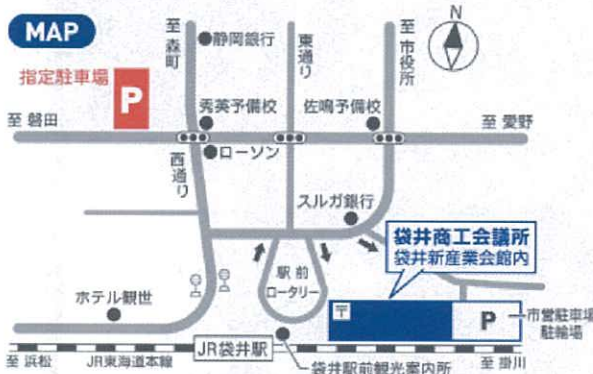 MAP
N
至 森町
静岡銀行
東通り
至 市役所
指定駐車場
P
秀英予備校
佐鳴予備校
至 磐田
至 愛野
ローソン
西通り
スルガ銀行
袋井商工会議所
袋井新産業会館内
駅前
ロータリー
ホテル観世
〒
P
市営駐車場
駐輪場
JR袋井駅
至 浜松
JR東海道本線
袋井駅前観光案内所
至 掛川